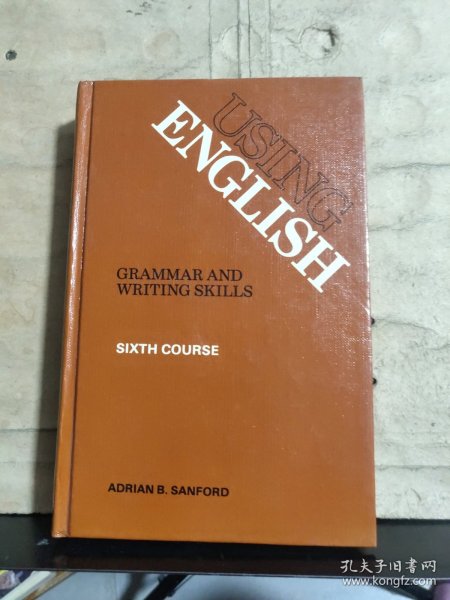 USING
ENGLISH
GRAMMAR AND
WRITING SKILLS
SIXTH COURSE
ADRIAN B. SANFORD
孔夫子旧书网
www.kongfz.com